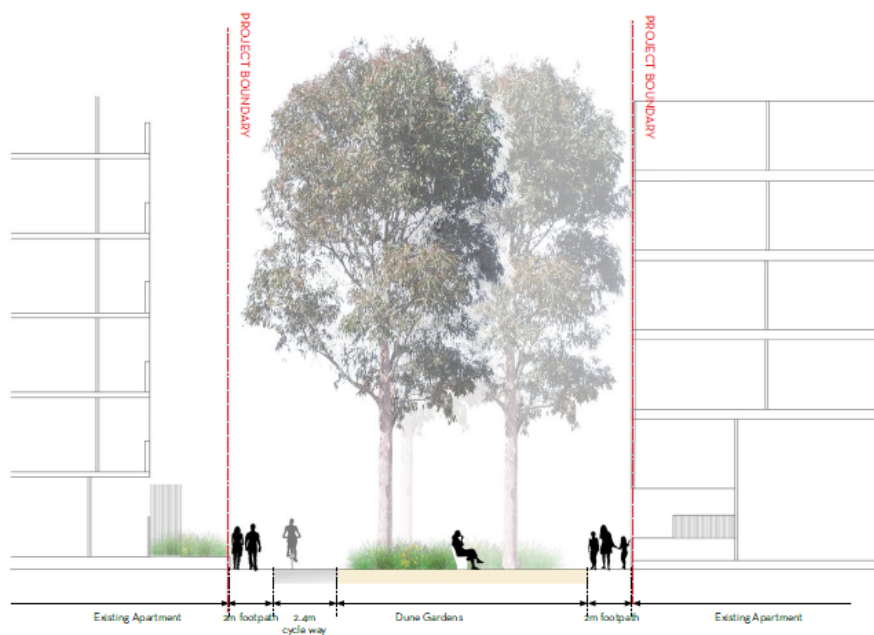 PROJECT BOUNDARY
PROJECT BOUNDARY
Existing Apartment
2m footpath
2.4m
cycle way
Dune Gardens
2m footpath
Existing Apartment